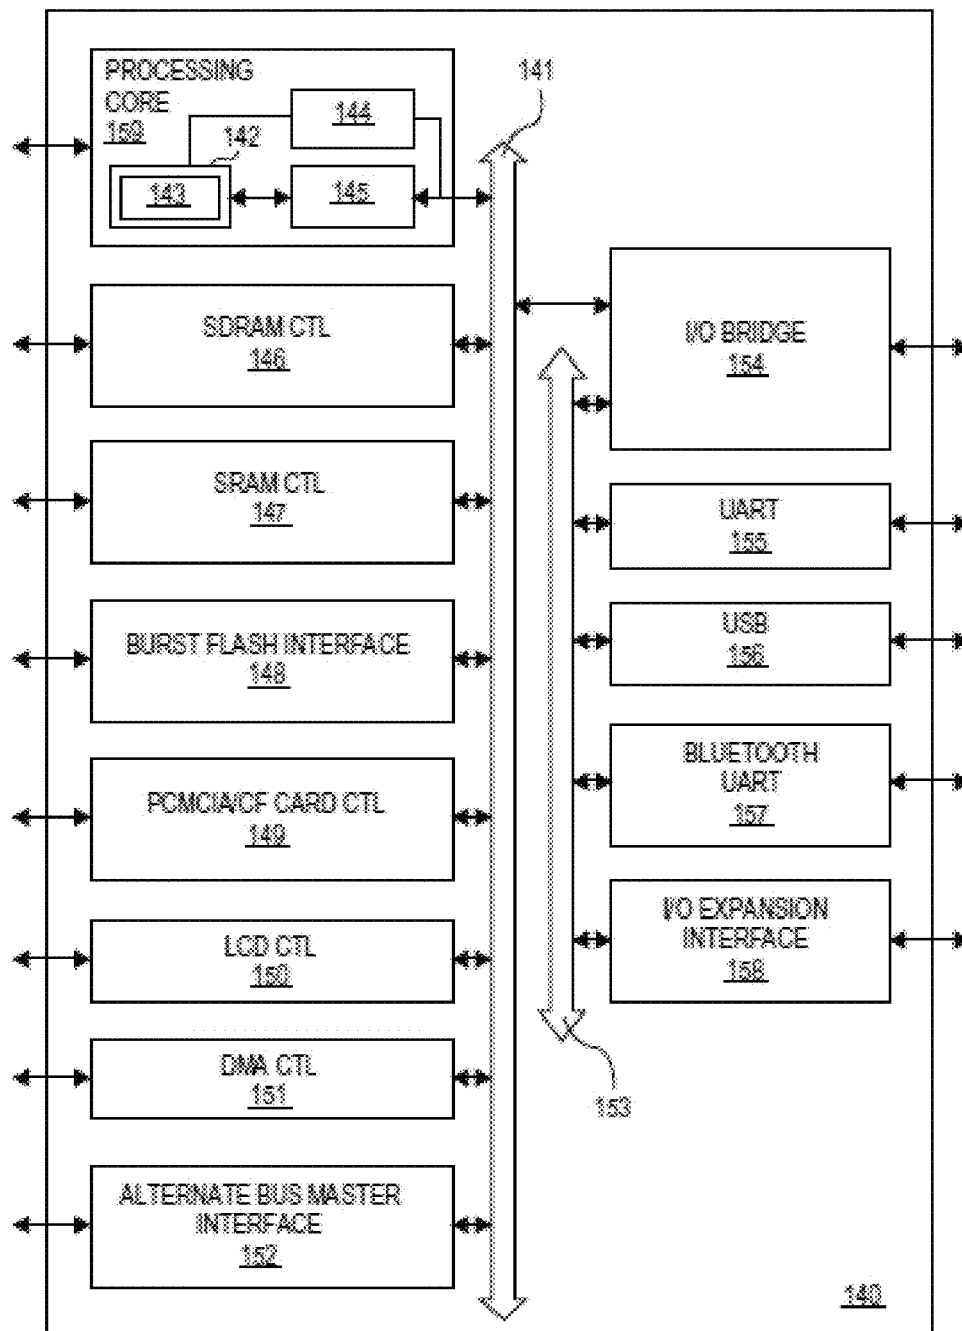 PROCESSING
CORE
159
142
143
144
145
141
SDRAM CTL
146
SRAM CTL
147
BURST FLASH INTERFACE
148
PCMCIA/CF CARD CTL
149
LCD CTL
150
DMA CTL
151
ALTERNATE BUS MASTER
INTERFACE
152
I/O BRIDGE
154
UART
155
USB
156
BLUETOOTH
UART
157
I/O EXPANSION
INTERFACE
158
153
140